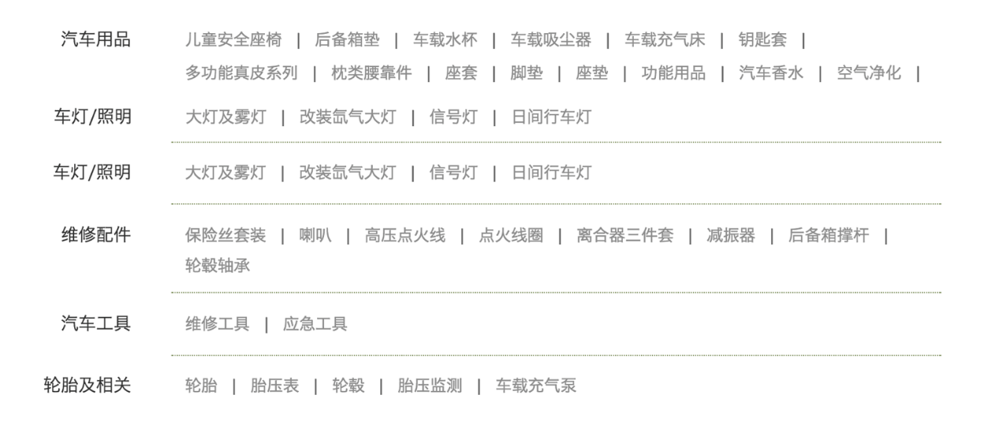 汽车用品 儿童安全座椅 | 后备箱垫 | 车载水杯 | 车载吸尘器 | 车载充气床 | 钥匙套 |
多功能真皮系列 | 枕类腰靠件 | 座套 | 脚垫 | 座垫 | 功能用品 | 汽车香水 | 空气净化 |
车灯/照明 大灯及雾灯 | 改装氙气大灯 | 信号灯 | 日间行车灯
车灯/照明 大灯及雾灯 | 改装氙气大灯 | 信号灯 | 日间行车灯
维修配件 保险丝套装 | 喇叭 | 高压点火线 | 点火线圈 | 离合器三件套 | 减振器 | 后备箱撑杆 |
轮毂轴承
汽车工具 维修工具 | 应急工具
轮胎及相关 轮胎 | 胎压表 | 轮毂 | 胎压监测 | 车载充气泵